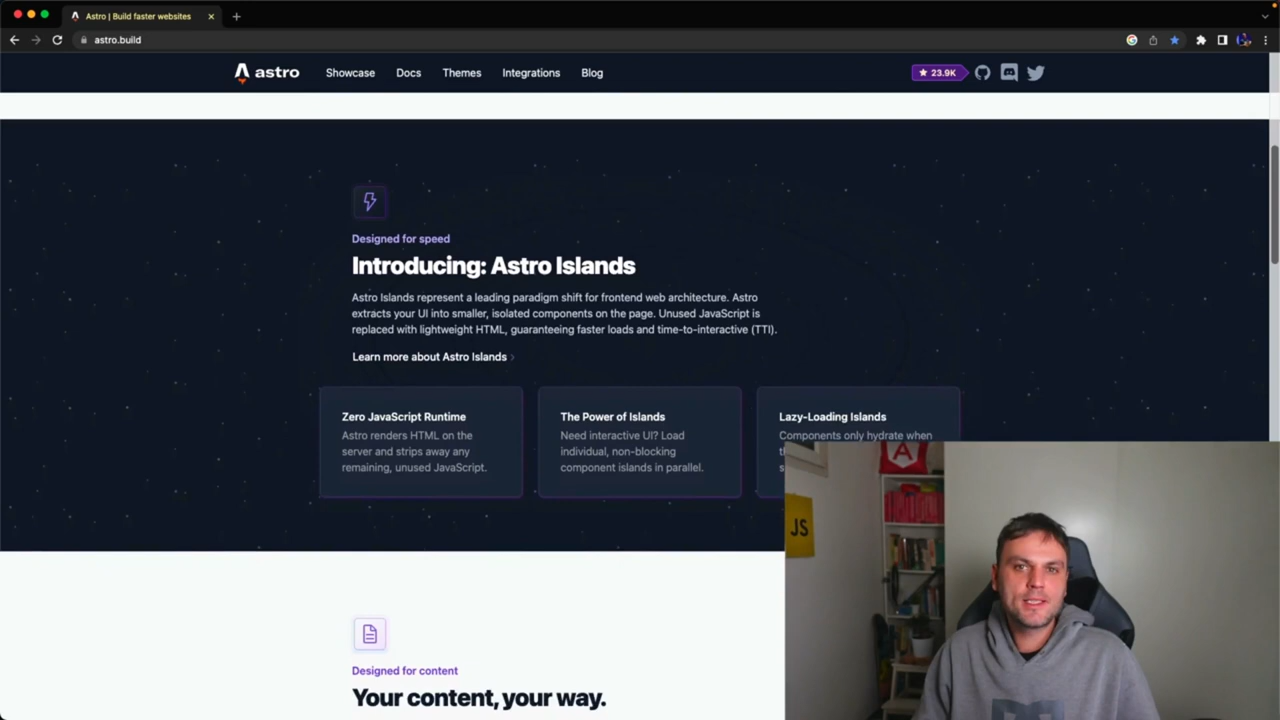 Astro | Build faster websites
astro.build
astro
Showcase
Docs
Themes
Integrations
Blog
23.9K
Designed for speed
Introducing: Astro Islands
Astro Islands represent a leading paradigm shift for frontend web architecture. Astro
extracts your UI into smaller, isolated components on the page. Unused JavaScript is
replaced with lightweight HTML, guaranteeing faster loads and time-to-interactive (TTI).
Learn more about Astro Islands
Zero JavaScript Runtime
Astro renders HTML on the
server and strips away any
remaining, unused JavaScript.
The Power of Islands
Need interactive UI? Load
individual, non-blocking
component islands in parallel.
Lazy-Loading Islands
Components only hydrate when
A
JS
Designed for content
Your content, your way.